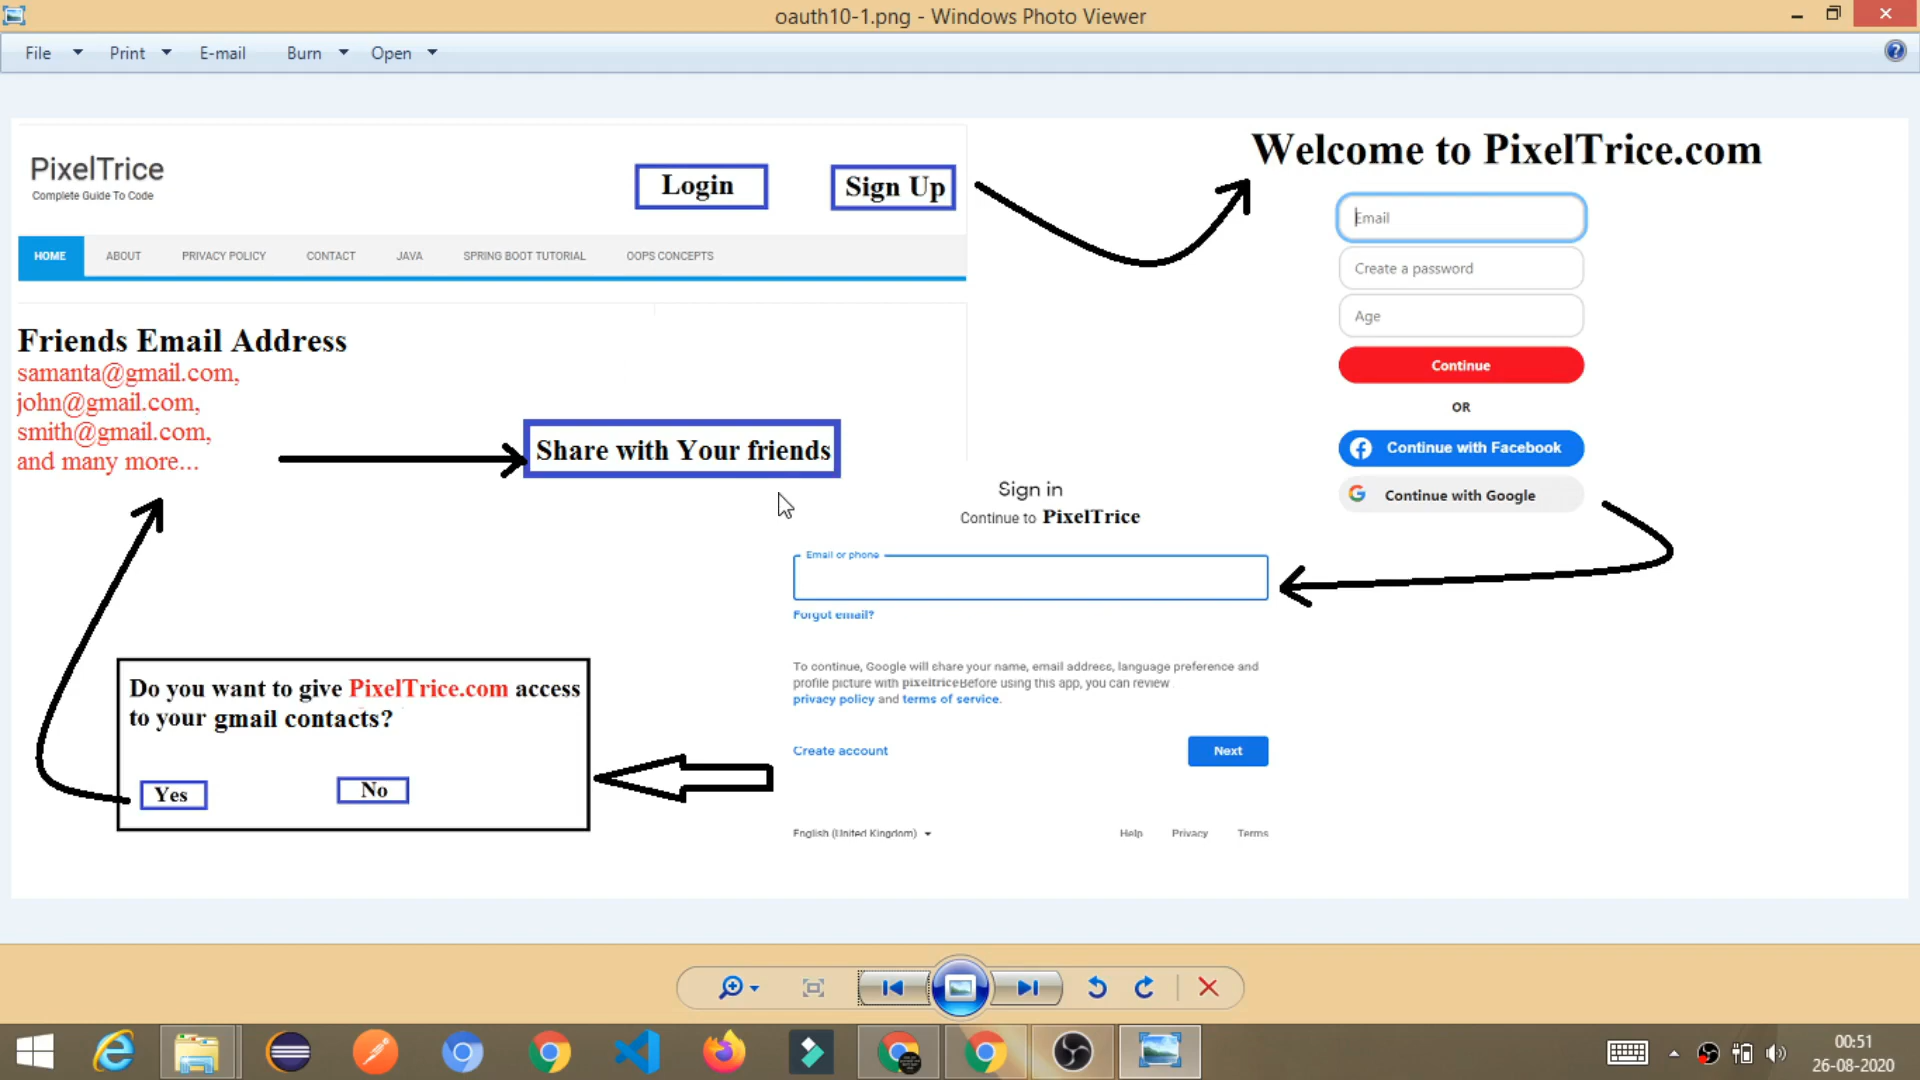 oauth10-1.png - Windows Photo Viewer
File Print E-mail Burn Open
PixelTrice
Complete Guide To Code
Login
Sign Up
HOME ABOUT PRIVACY POLICY CONTACT JAVA SPRING BOOT TUTORIAL OOPS CONCEPTS
Welcome to PixelTrice.com
Email
Create a password
Age
Continue
OR
Continue with Facebook
Continue with Google
Friends Email Address
samanta@gmail.com,
john@gmail.com,
smith@gmail.com,
and many more...
Share with Your friends
Sign in
Continue to PixelTrice
Email or phone
Forgot email?
To continue, Google will share your name, email address, language preference and
profile picture with pixeltriceBefore using this app, you can review
privacy policy and terms of service.
Create account
Next
English (United Kingdom)
Help Privacy Terms
Do you want to give PixelTrice.com access
to your gmail contacts?
Yes
No
00:51
26-08-2020